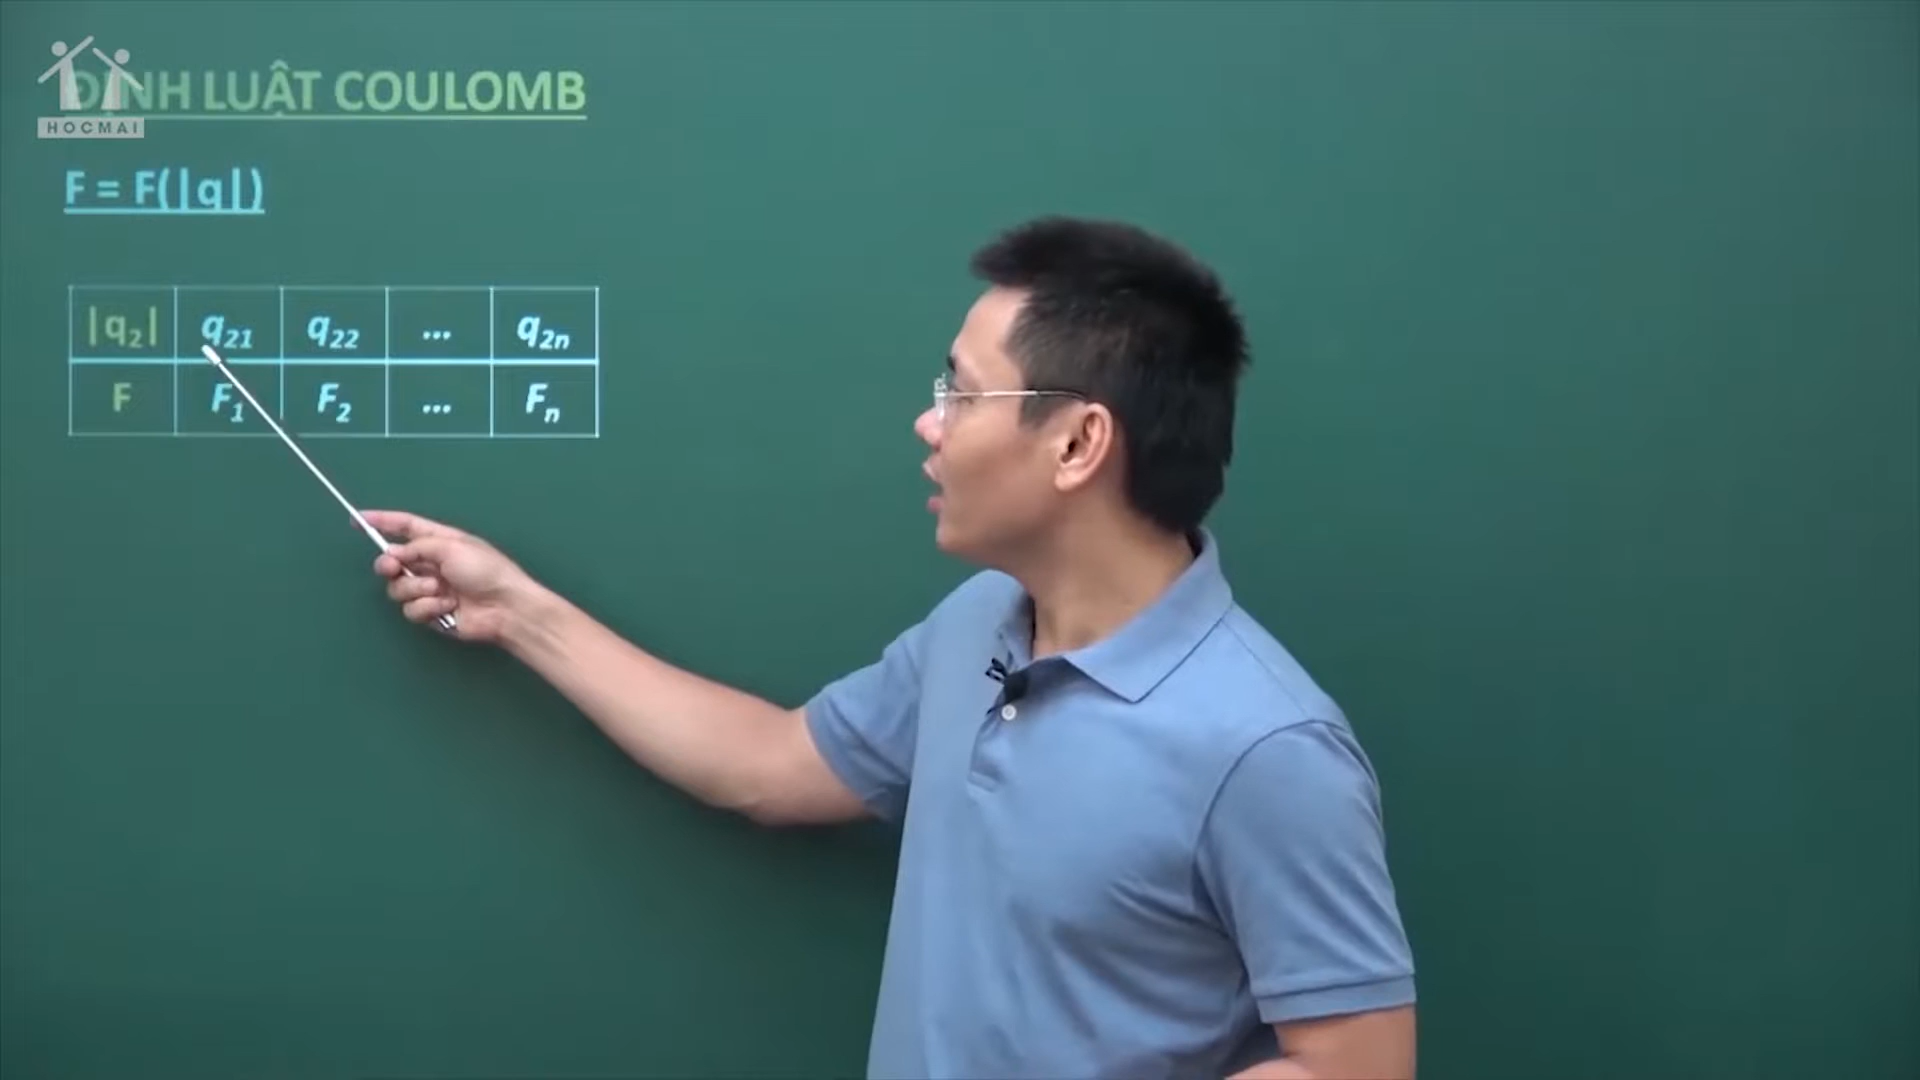 HOCMAI
ĐỊNH LUẬT COULOMB
F = F(|q|)
|q₂| q₂₁ q₂₂ ... q₂ₙ
F F₁ F₂ ... Fₙ